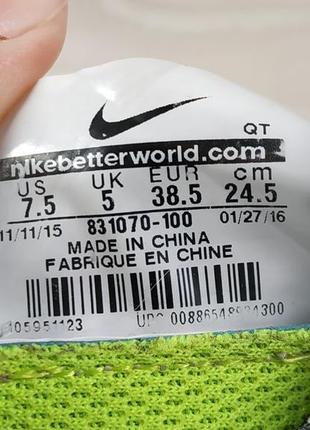 QT
nikebetterworld.com
US UK EUR cm
7.5 5 38.5 24.5
11/11/15 831070-100 01/27/16
MADE IN CHINA
FABRIQUE EN CHINE
UPC